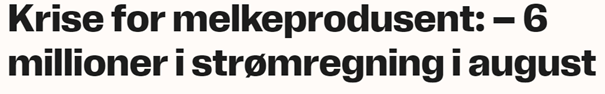 Krise for melkeprodusent: – 6
millioner i strømregning i august